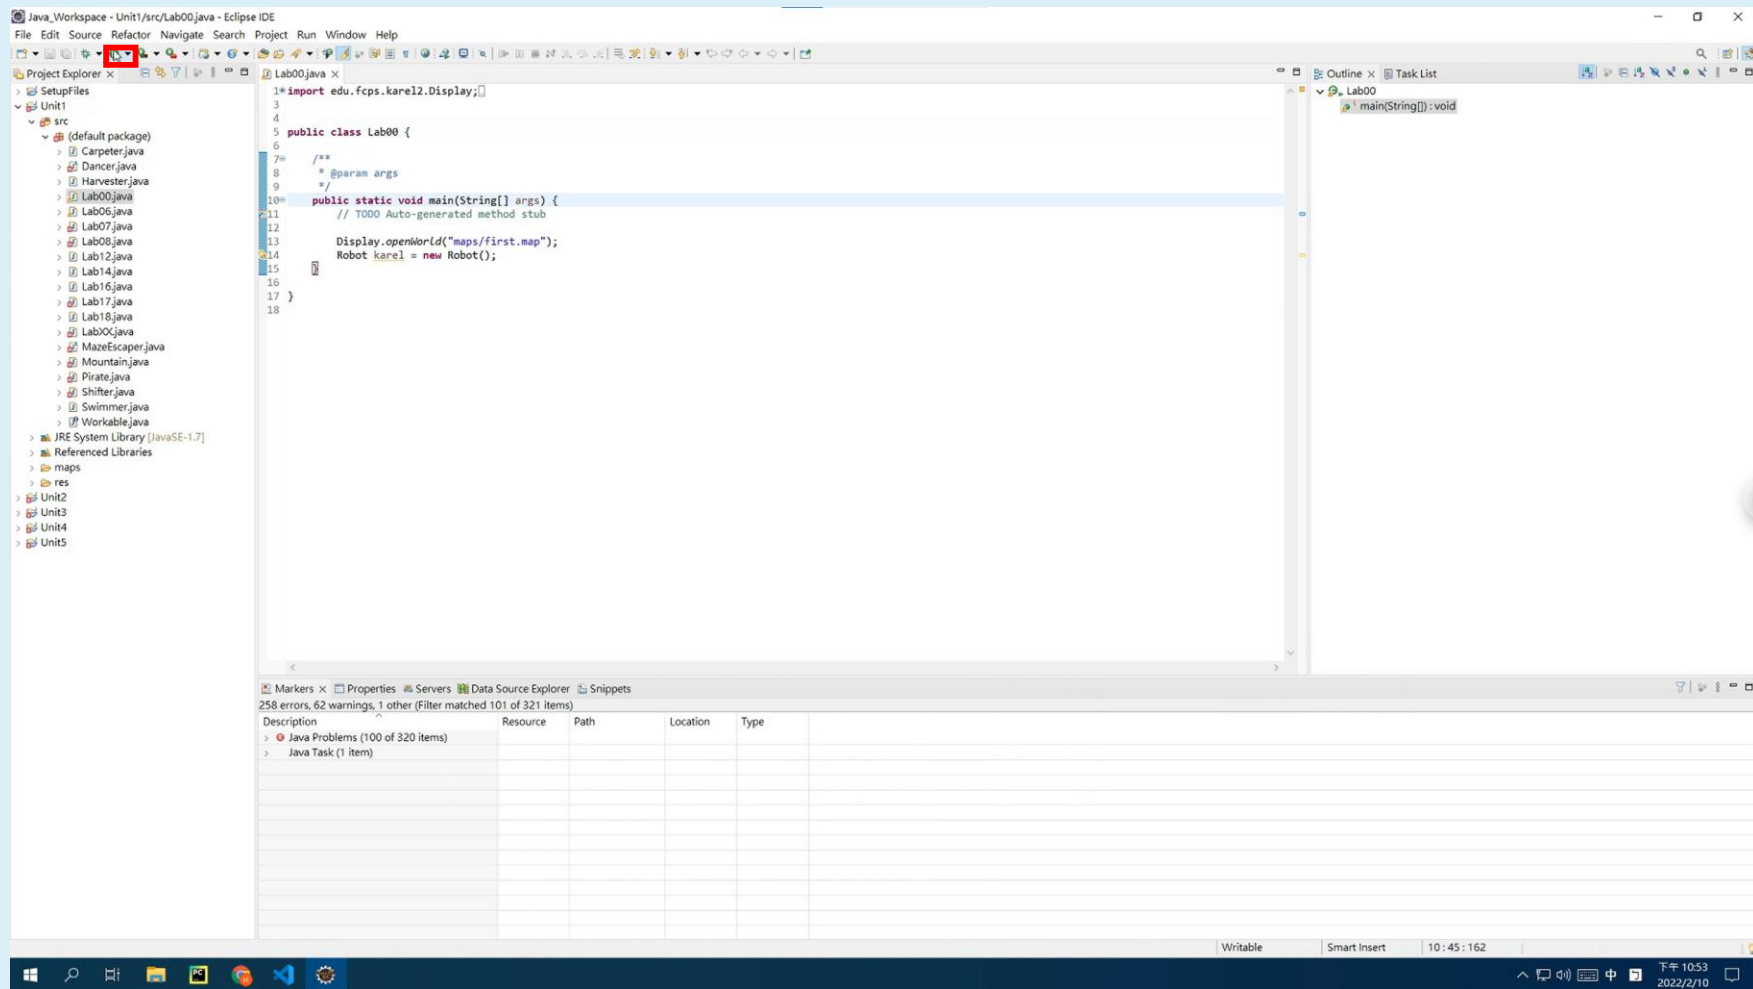 Java_Workspace - Unit1/src/Lab00.java - Eclipse IDE
File Edit Source Refactor Navigate Search Project Run Window Help
Project Explorer
SetupFiles
Unit1
src
(default package)
Carpeter.java
Dancer.java
Harvester.java
Lab00.java
Lab06.java
Lab07.java
Lab08.java
Lab12.java
Lab14.java
Lab16.java
Lab17.java
Lab18.java
LabXX.java
MazeEscaper.java
Mountain.java
Pirate.java
Shifter.java
Swimmer.java
Workable.java
JRE System Library [JavaSE-1.7]
Referenced Libraries
maps
res
Unit2
Unit3
Unit4
Unit5
Lab00.java
1 import edu.fcps.karel2.Display;
3
4
5 public class Lab00 {
6
7 /**
8 * @param args
9 */
10 public static void main(String[] args) {
11 // TODO Auto-generated method stub
12
13 Display.openWorld("maps/first.map");
14 Robot karel = new Robot();
15 }
16
17 }
18
Outline Task List
Lab00
main(String[]) : void
Markers Properties Servers Data Source Explorer Snippets
258 errors, 62 warnings, 1 other (Filter matched 101 of 321 items)
Description Resource Path Location Type
Java Problems (100 of 320 items)
Java Task (1 item)
Writable Smart Insert 10 : 45 : 162
中
下午 10:53
2022/2/10